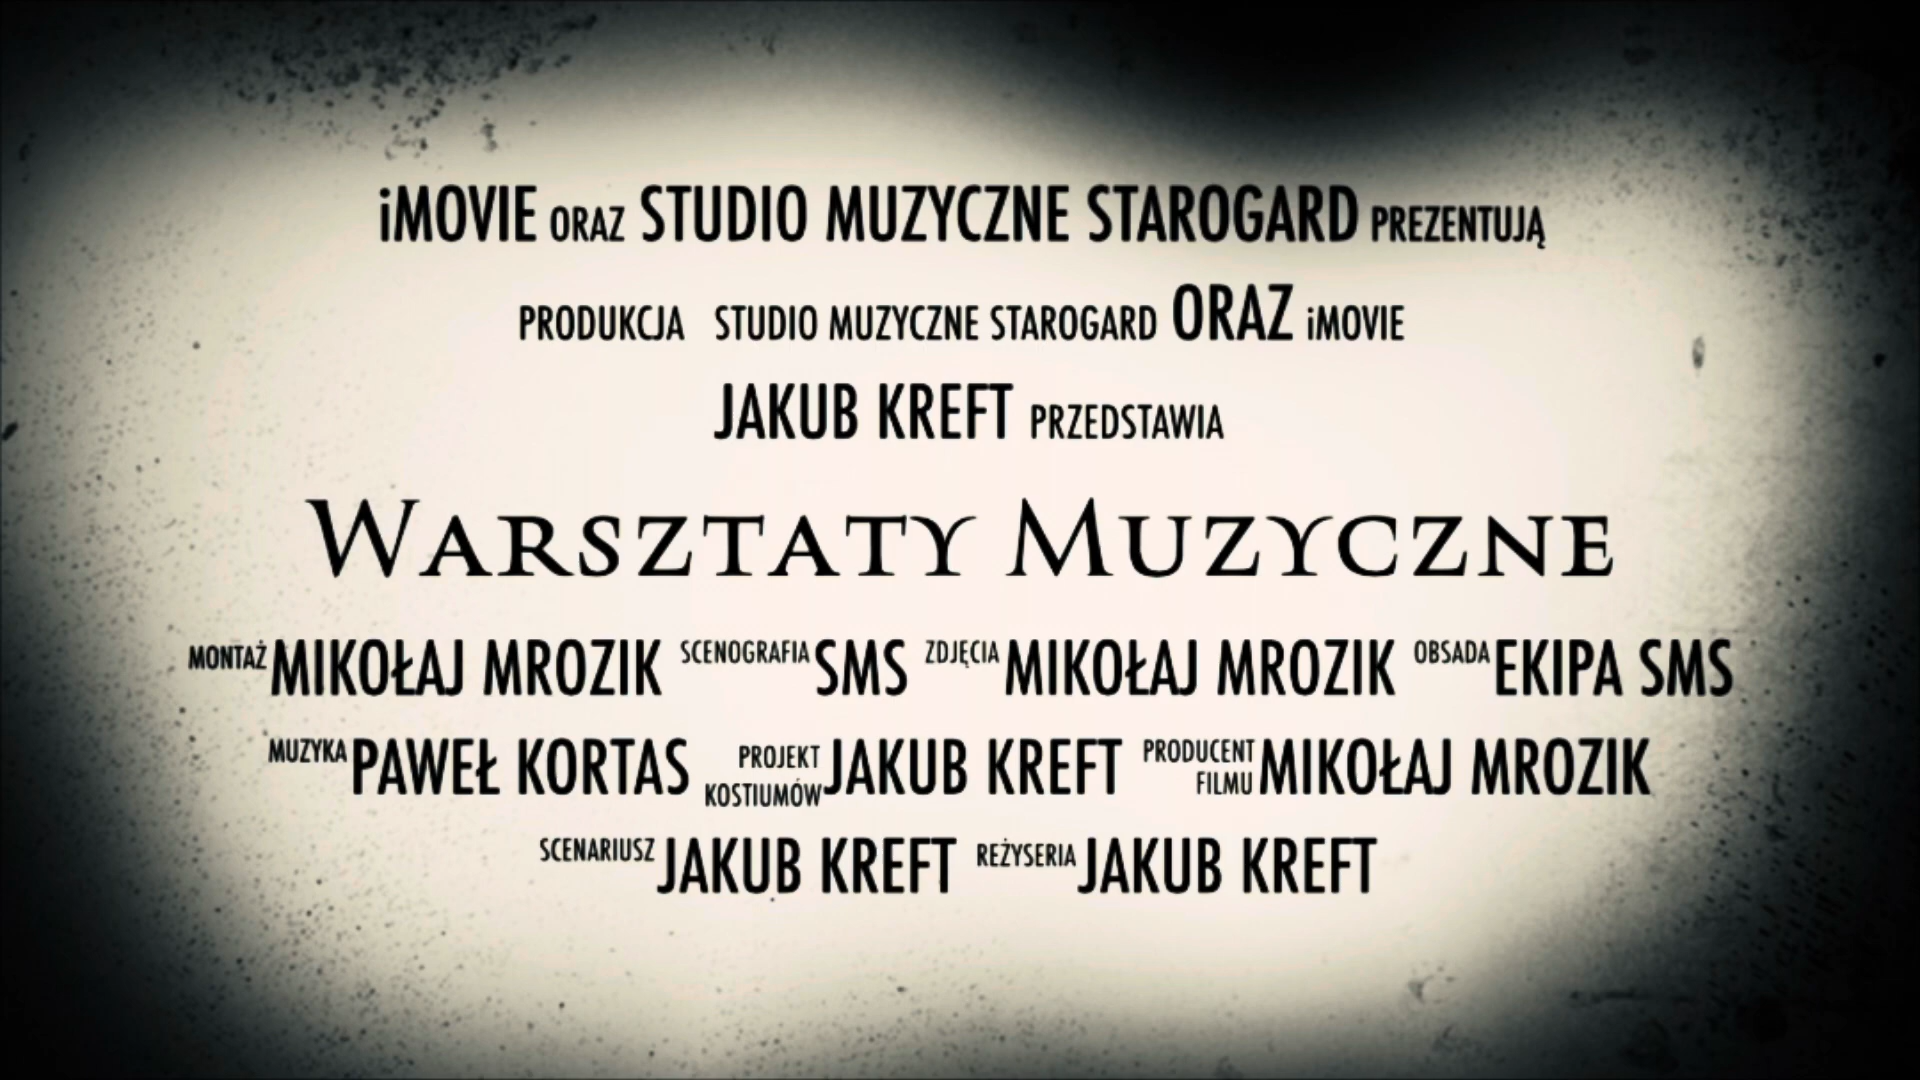 iMOVIE ORAZ STUDIO MUZYCZNE STAROGARD PREZENTUJĄ
PRODUKCJA STUDIO MUZYCZNE STAROGARD ORAZ iMOVIE
JAKUB KREFT PRZEDSTAWIA
WARSZTATY MUZYCZNE
MONTAŻ MIKOŁAJ MROZIK SCENOGRAFIA SMS ZDJĘCIA MIKOŁAJ MROZIK OBSADA EKIPA SMS
MUZYKA PAWEŁ KORTAS PROJEKT KOSTIUMÓW JAKUB KREFT PRODUCENT FILMU MIKOŁAJ MROZIK
SCENARIUSZ JAKUB KREFT REŻYSERIA JAKUB KREFT